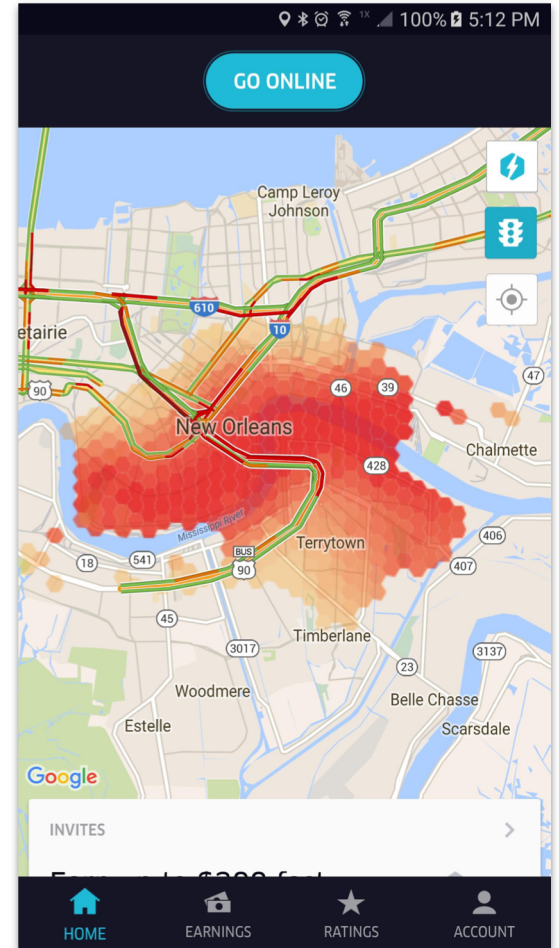 1X 100% 5:12 PM
GO ONLINE
Camp Leroy
Johnson
610
etairie
10
47
90
46
39
New Orleans
Chalmette
428
Mississippi River
406
Terrytown
BUS
90
18
541
407
45
Timberlane
3017
23
3137
Woodmere
Belle Chasse
Estelle
Scarsdale
Google
INVITES
HOME
EARNINGS
RATINGS
ACCOUNT